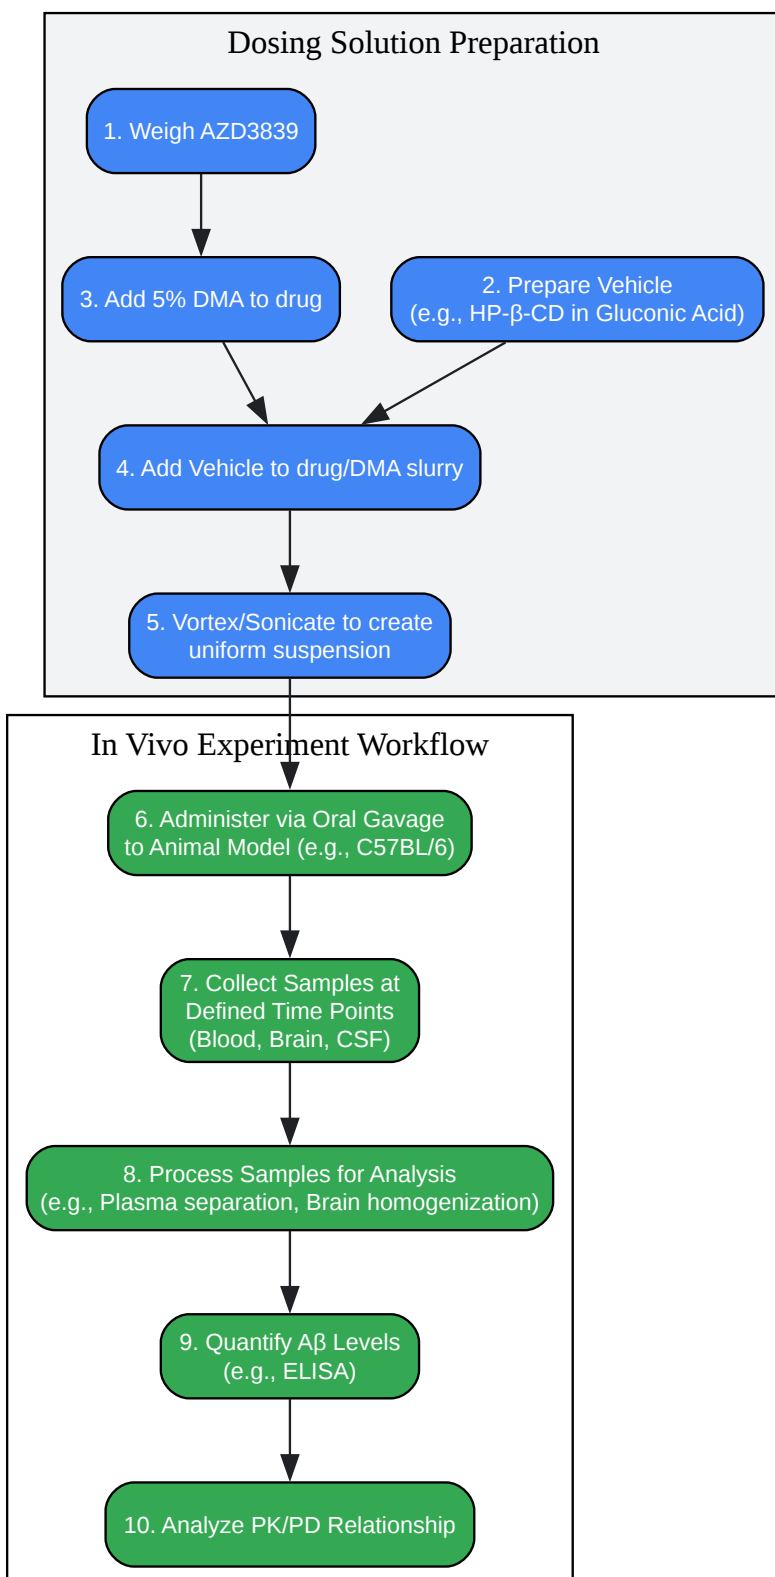 Dosing Solution Preparation
1. Weigh AZD3839
3. Add 5% DMA to drug
2. Prepare Vehicle
(e.g., HP-β-CD in Gluconic Acid)
4. Add Vehicle to drug/DMA slurry
5. Vortex/Sonicate to create
uniform suspension
In Vivo Experiment Workflow
6. Administer via Oral Gavage
to Animal Model (e.g., C57BL/6)
7. Collect Samples at
Defined Time Points
(Blood, Brain, CSF)
8. Process Samples for Analysis
(e.g., Plasma separation, Brain homogenization)
9. Quantify Aβ Levels
(e.g., ELISA)
10. Analyze PK/PD Relationship